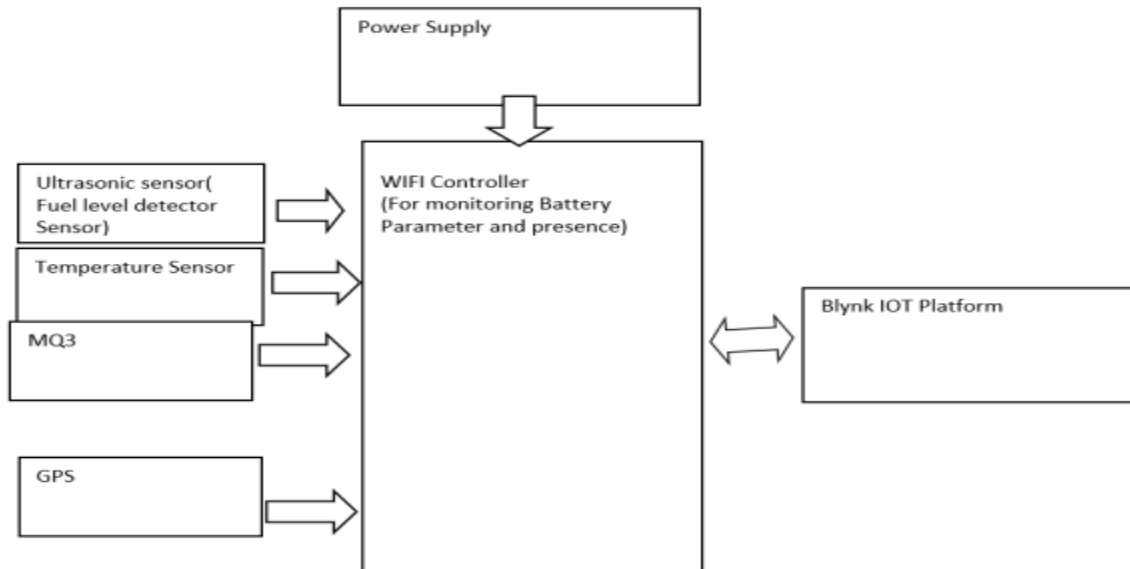 Power Supply
Ultrasonic sensor(
Fuel level detector
Sensor)
Temperature Sensor
MQ3
GPS
WIFI Controller
(For monitoring Battery
Parameter and presence)
Blynk IOT Platform